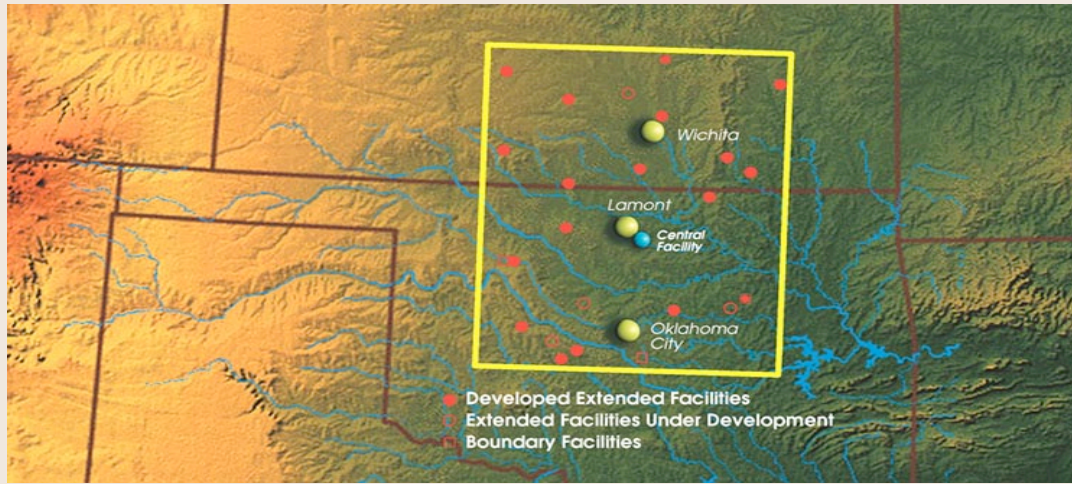 Wichita
Lamont
Central
Facility
Oklahoma
City
Developed Extended Facilities
Extended Facilities Under Development
Boundary Facilities